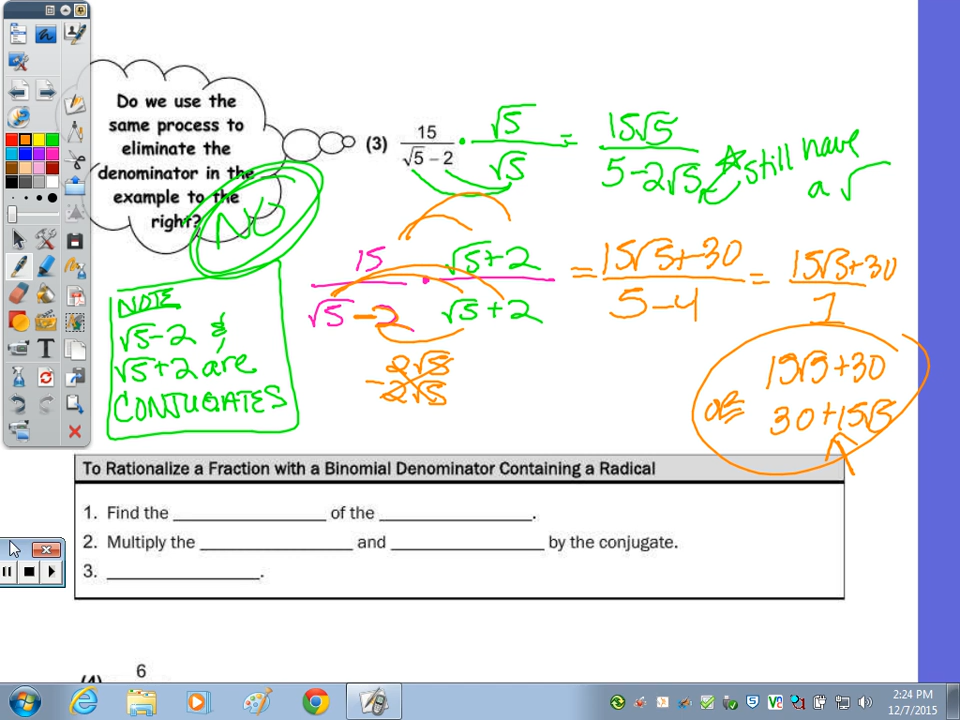 Do we use the
same process to
eliminate the
denominator in the
example to the
right?
NO
(3) 15/(√5 − 2) · √5/√5 = 15√5/(5-2√5) still have
a √
15/(√5-2) · (√5+2)/(√5+2) = (15√5+30)/(5-4) = (15√5+30)/1
2√5
-2√5
15√5+30
OR
30+15√5
NOTE
√5-2 &
√5+2 are
CONJUGATES
To Rationalize a Fraction with a Binomial Denominator Containing a Radical
1. Find the ________________ of the ________________.
2. Multiply the ________________ and ________________ by the conjugate.
3. ________________.
(4) 6
2:24 PM
12/7/2015